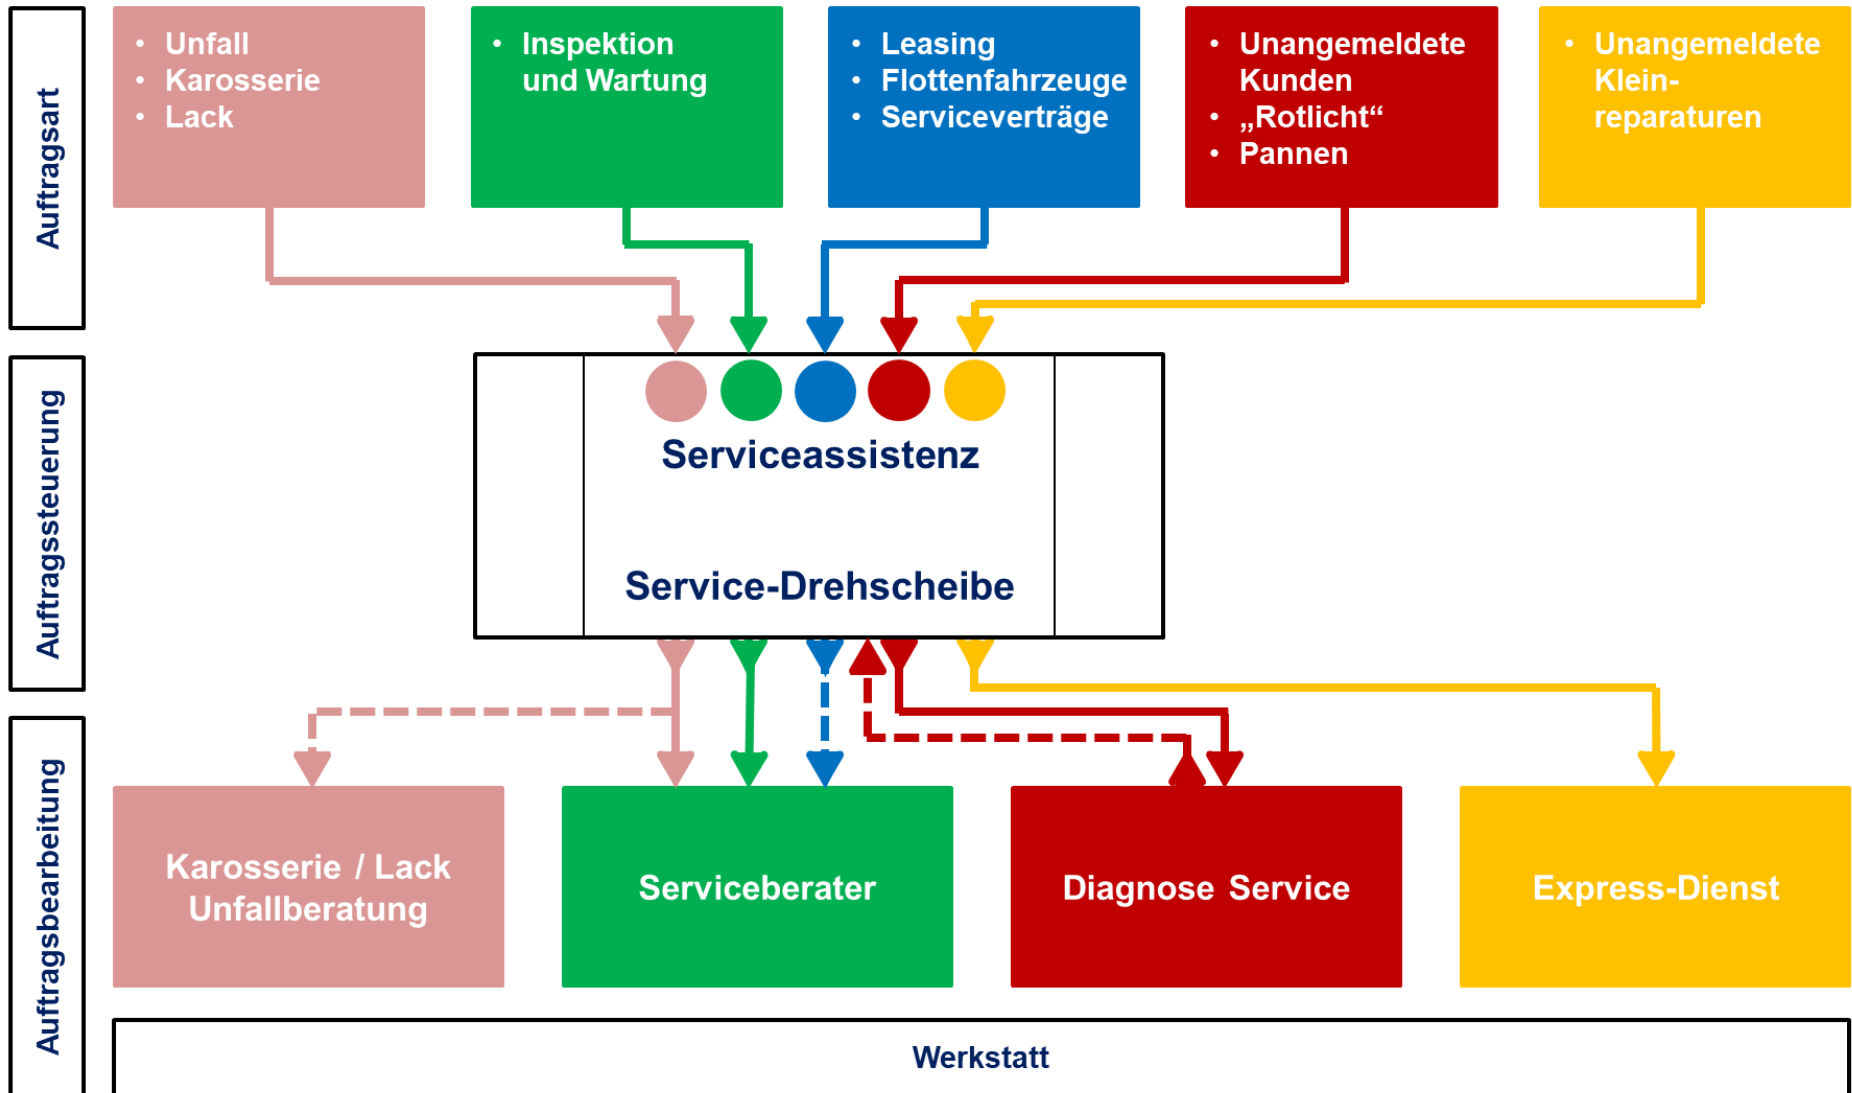 Auftragsart
• Unfall
• Karosserie
• Lack
• Inspektion
und Wartung
• Leasing
• Flottenfahrzeuge
• Serviceverträge
• Unangemeldete
Kunden
• „Rotlicht“
• Pannen
• Unangemeldete
Klein-
reparaturen
Auftragssteuerung
Serviceassistenz
Service-Drehscheibe
Auftragsbearbeitung
Karosserie / Lack
Unfallberatung
Serviceberater
Diagnose Service
Express-Dienst
Werkstatt